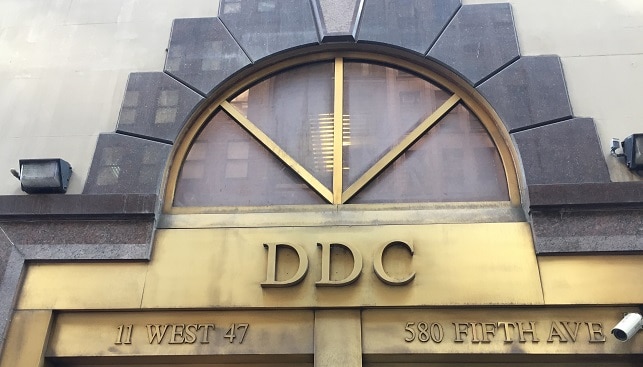 DDC
11 WEST 47
580 FIFTH AVE